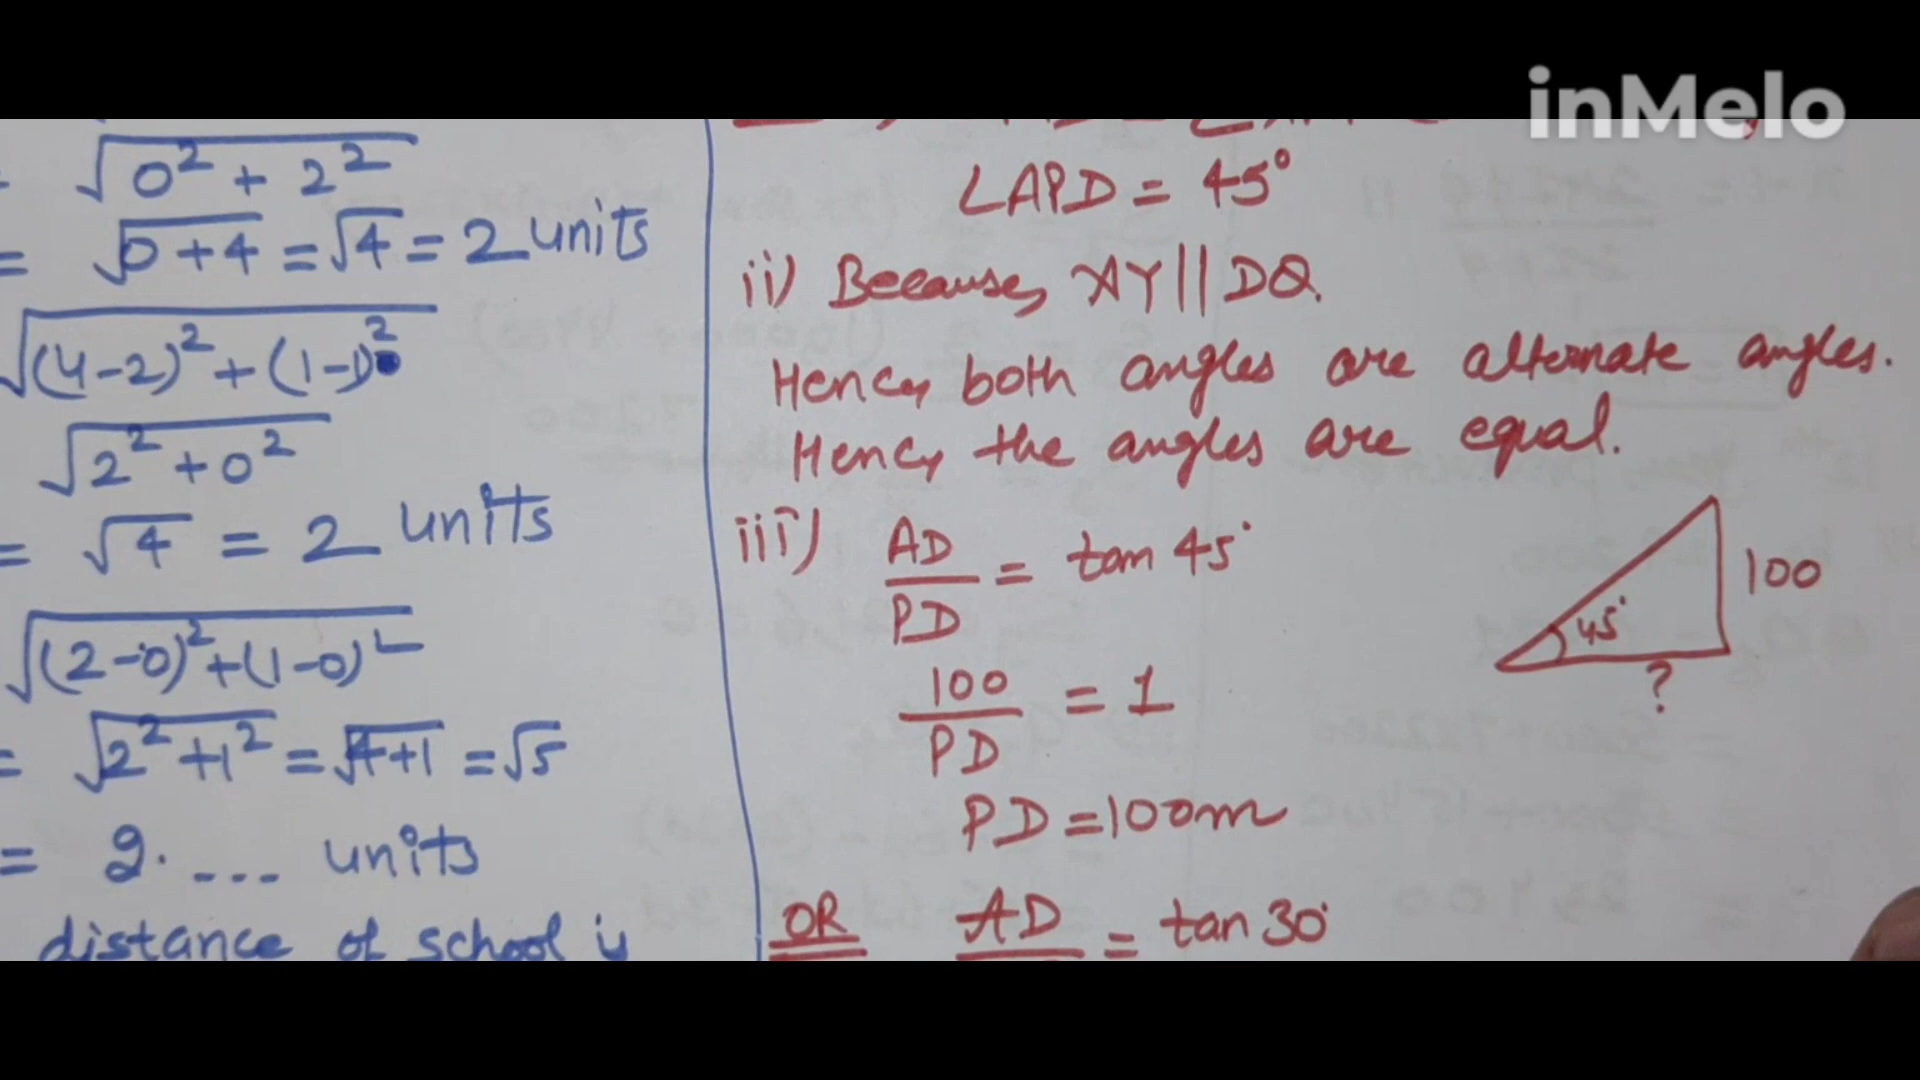 inMelo
√0² + 2²
= √0+4 = √4 = 2 units
√(4-2)² + (1-1)²
√2² + 0²
= √4 = 2 units
√(2-0)² + (1-0)²
= √2² + 1² = √4+1 = √5
= 2. --- units
distance of school is
∠APD = 45°
ii) Because, XY || DQ.
Hence, both angles are alternate angles.
Hence, the angles are equal.
iii) AD/PD = tan 45°
100/PD = 1
PD = 100m
OR AD = tan 30°
100
45°
?